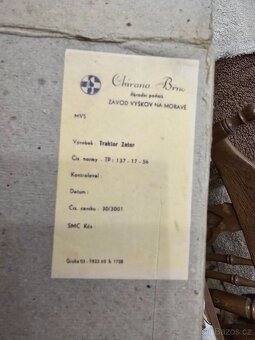 Chirana Brno
národní podnik
ZÁVOD VYŠKOV NA MORAVĚ
MVS
Výrobek: Traktor Zetor
Čís. normy: TP: 137-17-56
Kontroloval:
Datum:
Čís. ceníku: 30/3001
SMC Kčs